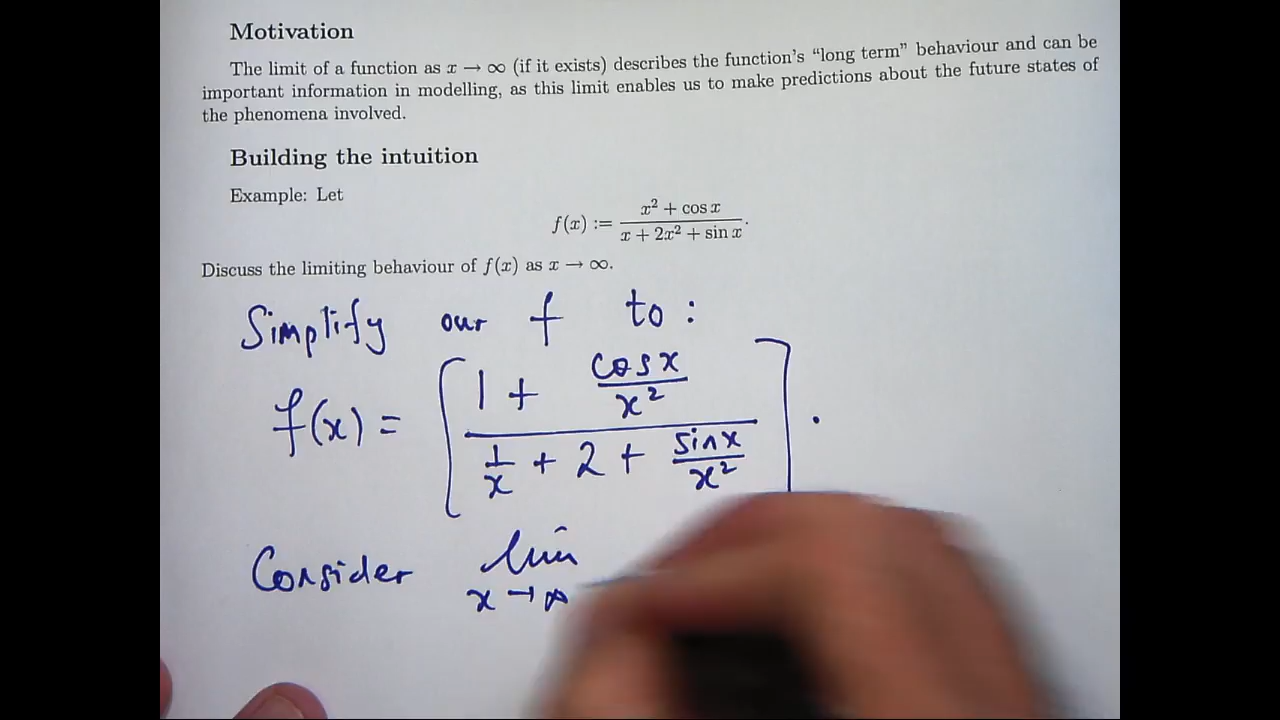 Motivation
The limit of a function as x → ∞ (if it exists) describes the function's “long term” behaviour and can be
important information in modelling, as this limit enables us to make predictions about the future states of
the phenomena involved.
Building the intuition
Example: Let
f(x) := (x² + cos x) / (x + 2x² + sin x).
Discuss the limiting behaviour of f(x) as x → ∞.
Simplify our f to:
f(x) = [ (1 + cos x / x²) / (1/x + 2 + sin x / x²) ].
Consider lim x → ∞